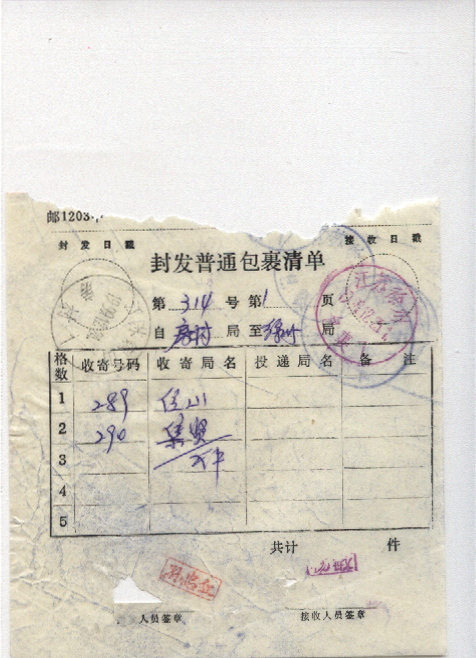 邮1203
封发日戳 接收日戳
封发普通包裹清单
第 314 号 第 1 页
自 房村 局至 徐州 局
格数 收寄号码 收寄局名 投递局名 备注
1 289
2 290 集贤
3
4
5
共计 件
人员签章 接收人员签章